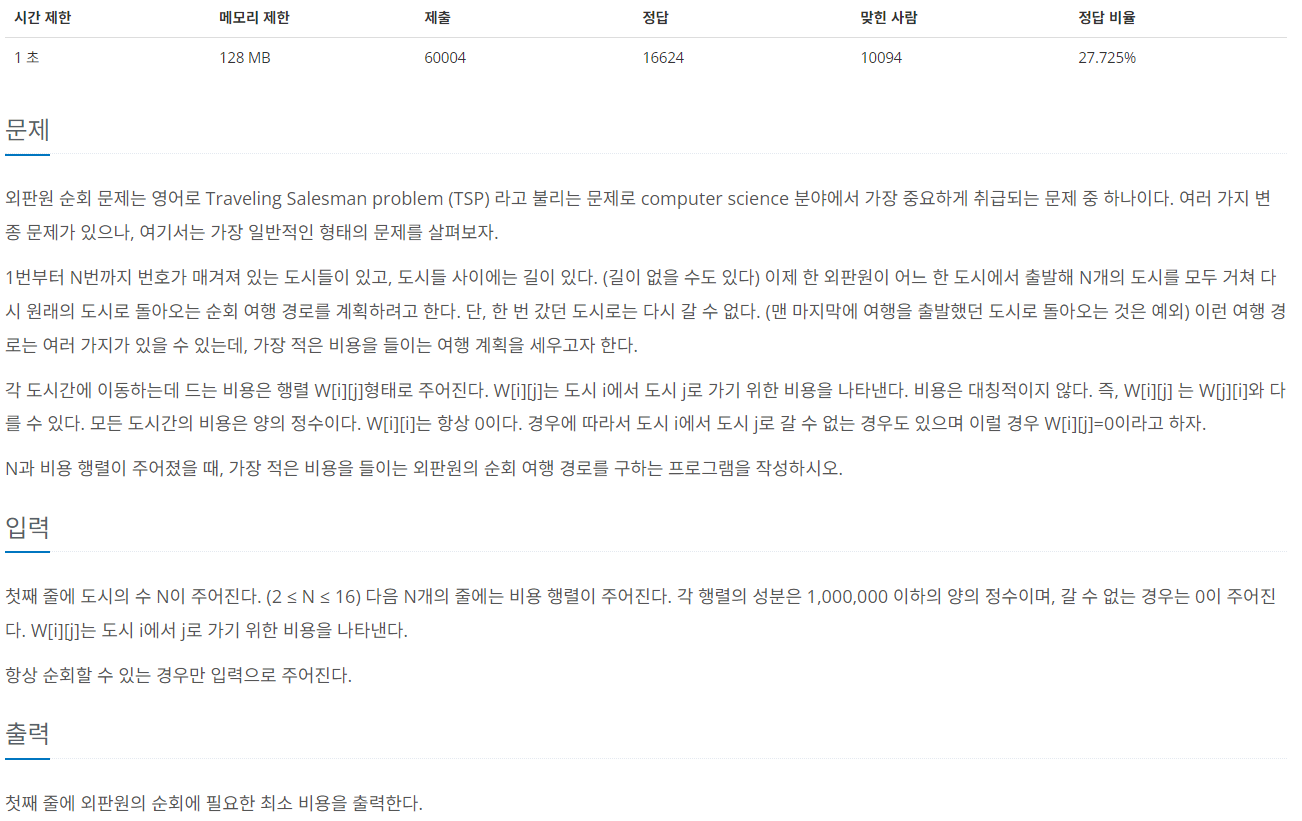 시간 제한 메모리 제한 제출 정답 맞힌 사람 정답 비율
1 초 128 MB 60004 16624 10094 27.725%
문제
외판원 순회 문제는 영어로 Traveling Salesman problem (TSP) 라고 불리는 문제로 computer science 분야에서 가장 중요하게 취급되는 문제 중 하나이다. 여러 가지 변
종 문제가 있으나, 여기서는 가장 일반적인 형태의 문제를 살펴보자.
1번부터 N번까지 번호가 매겨져 있는 도시들이 있고, 도시들 사이에는 길이 있다. (길이 없을 수도 있다) 이제 한 외판원이 어느 한 도시에서 출발해 N개의 도시를 모두 거쳐 다
시 원래의 도시로 돌아오는 순회 여행 경로를 계획하려고 한다. 단, 한 번 갔던 도시로는 다시 갈 수 없다. (맨 마지막에 여행을 출발했던 도시로 돌아오는 것은 예외) 이런 여행 경
로는 여러 가지가 있을 수 있는데, 가장 적은 비용을 들이는 여행 계획을 세우고자 한다.
각 도시간에 이동하는데 드는 비용은 행렬 W[i][j]형태로 주어진다. W[i][j]는 도시 i에서 도시 j로 가기 위한 비용을 나타낸다. 비용은 대칭적이지 않다. 즉, W[i][j] 는 W[j][i]와 다
를 수 있다. 모든 도시간의 비용은 양의 정수이다. W[i][i]는 항상 0이다. 경우에 따라서 도시 i에서 도시 j로 갈 수 없는 경우도 있으며 이럴 경우 W[i][j]=0이라고 하자.
N과 비용 행렬이 주어졌을 때, 가장 적은 비용을 들이는 외판원의 순회 여행 경로를 구하는 프로그램을 작성하시오.
입력
첫째 줄에 도시의 수 N이 주어진다. (2 ≤ N ≤ 16) 다음 N개의 줄에는 비용 행렬이 주어진다. 각 행렬의 성분은 1,000,000 이하의 양의 정수이며, 갈 수 없는 경우는 0이 주어진
다. W[i][j]는 도시 i에서 j로 가기 위한 비용을 나타낸다.
항상 순회할 수 있는 경우만 입력으로 주어진다.
출력
첫째 줄에 외판원의 순회에 필요한 최소 비용을 출력한다.